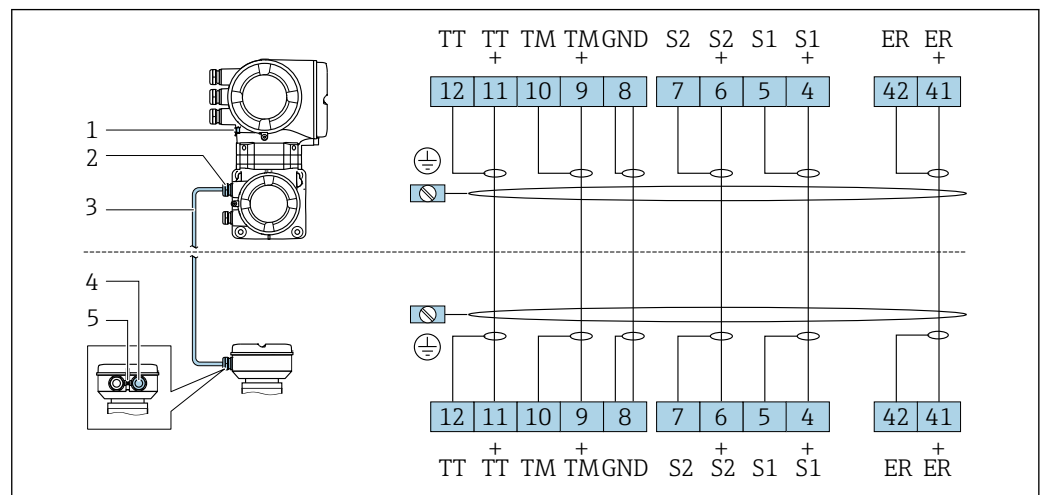 TT TT TM TM GND S2 S2 S1 S1 ER ER
+ + + + +
12 11 10 9 8 7 6 5 4 42 41
1
2
3
4
5
12 11 10 9 8 7 6 5 4 42 41
+ + + + +
TT TT TM TM GND S2 S2 S1 S1 ER ER